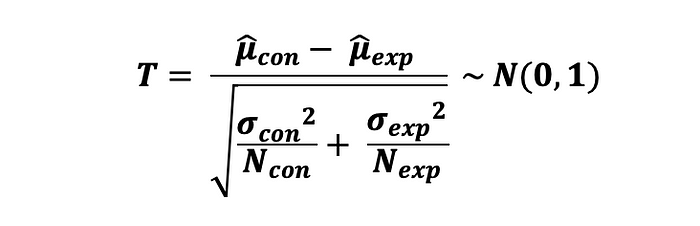 T = (μ̂_con − μ̂_exp) / √(σ_con² / N_con + σ_exp² / N_exp) ~ N(0, 1)